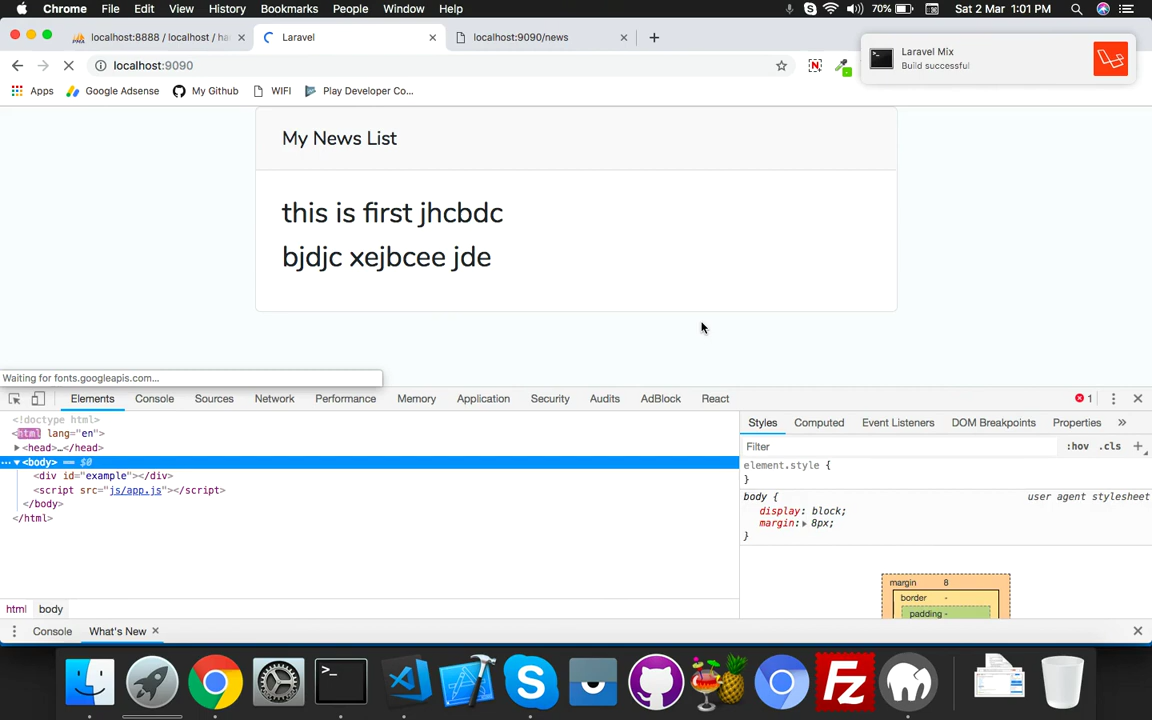 Chrome File Edit View History Bookmarks People Window Help 70% Sat 2 Mar 1:01 PM
localhost:8888 / localhost / ha Laravel localhost:9090/news
localhost:9090
Laravel Mix
Build successful
Apps Google Adsense My Github WIFI Play Developer Co...
My News List
this is first jhcbdc
bjdjc xejbcee jde
Waiting for fonts.googleapis.com...
Elements Console Sources Network Performance Memory Application Security Audits AdBlock React 1
<!doctype html>
<html lang="en">
<head>…</head>
<body> == $0
<div id="example"></div>
<script src="js/app.js"></script>
</body>
</html>
html body
Styles Computed Event Listeners DOM Breakpoints Properties
Filter :hov .cls
element.style {
}
body { user agent stylesheet
display: block;
margin: 8px;
}
margin 8
border -
padding -
Console What's New